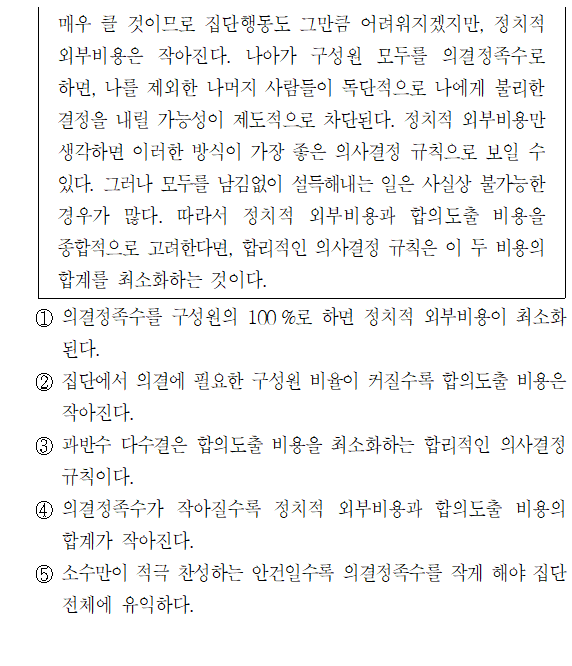 매우 클 것이므로 집단행동도 그만큼 어려워지겠지만, 정치적
외부비용은 작아진다. 나아가 구성원 모두를 의결정족수로
하면, 나를 제외한 나머지 사람들이 독단적으로 나에게 불리한
결정을 내릴 가능성이 제도적으로 차단된다. 정치적 외부비용만
생각하면 이러한 방식이 가장 좋은 의사결정 규칙으로 보일 수
있다. 그러나 모두를 남김없이 설득해내는 일은 사실상 불가능한
경우가 많다. 따라서 정치적 외부비용과 합의도출 비용을
종합적으로 고려한다면, 합리적인 의사결정 규칙은 이 두 비용의
합계를 최소화하는 것이다.
① 의결정족수를 구성원의 100 %로 하면 정치적 외부비용이 최소화
된다.
② 집단에서 의결에 필요한 구성원 비율이 커질수록 합의도출 비용은
작아진다.
③ 과반수 다수결은 합의도출 비용을 최소화하는 합리적인 의사결정
규칙이다.
④ 의결정족수가 작아질수록 정치적 외부비용과 합의도출 비용의
합계가 작아진다.
⑤ 소수만이 적극 찬성하는 안건일수록 의결정족수를 작게 해야 집단
전체에 유익하다.